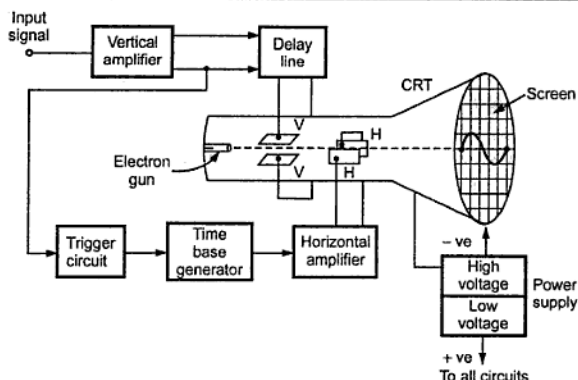 Input
signal
Vertical
amplifier
Delay
line
CRT
Screen
V
H
Electron
gun
V
H
Trigger
circuit
Time
base
generator
Horizontal
amplifier
– ve
High
voltage
Low
voltage
Power
supply
+ ve
To all circuits